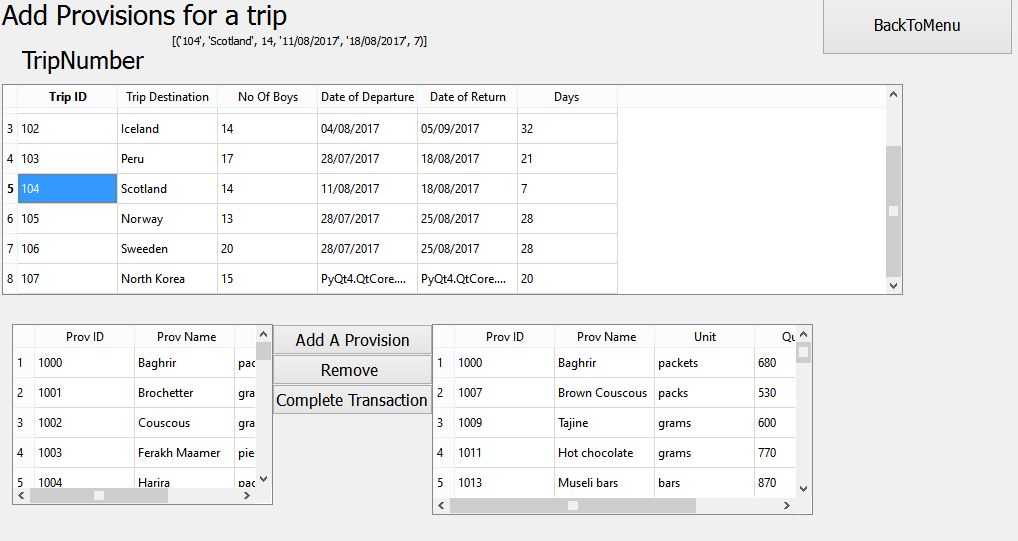 Add Provisions for a trip
BackToMenu
[('104', 'Scotland', 14, '11/08/2017', '18/08/2017', 7)]
TripNumber
Trip ID Trip Destination No Of Boys Date of Departure Date of Return Days
3 102 Iceland 14 04/08/2017 05/09/2017 32
4 103 Peru 17 28/07/2017 18/08/2017 21
5 104 Scotland 14 11/08/2017 18/08/2017 7
6 105 Norway 13 28/07/2017 25/08/2017 28
7 106 Sweeden 20 28/07/2017 25/08/2017 28
8 107 North Korea 15 PyQt4.QtCore.... PyQt4.QtCore.... 20
Prov ID Prov Name
1 1000 Baghrir pac
2 1001 Brochetter gra
3 1002 Couscous gra
4 1003 Ferakh Maamer pie
5 1004 Harira pac
Add A Provision
Remove
Complete Transaction
Prov ID Prov Name Unit Qu
1 1000 Baghrir packets 680
2 1007 Brown Couscous packs 530
3 1009 Tajine grams 600
4 1011 Hot chocolate grams 770
5 1013 Museli bars bars 870